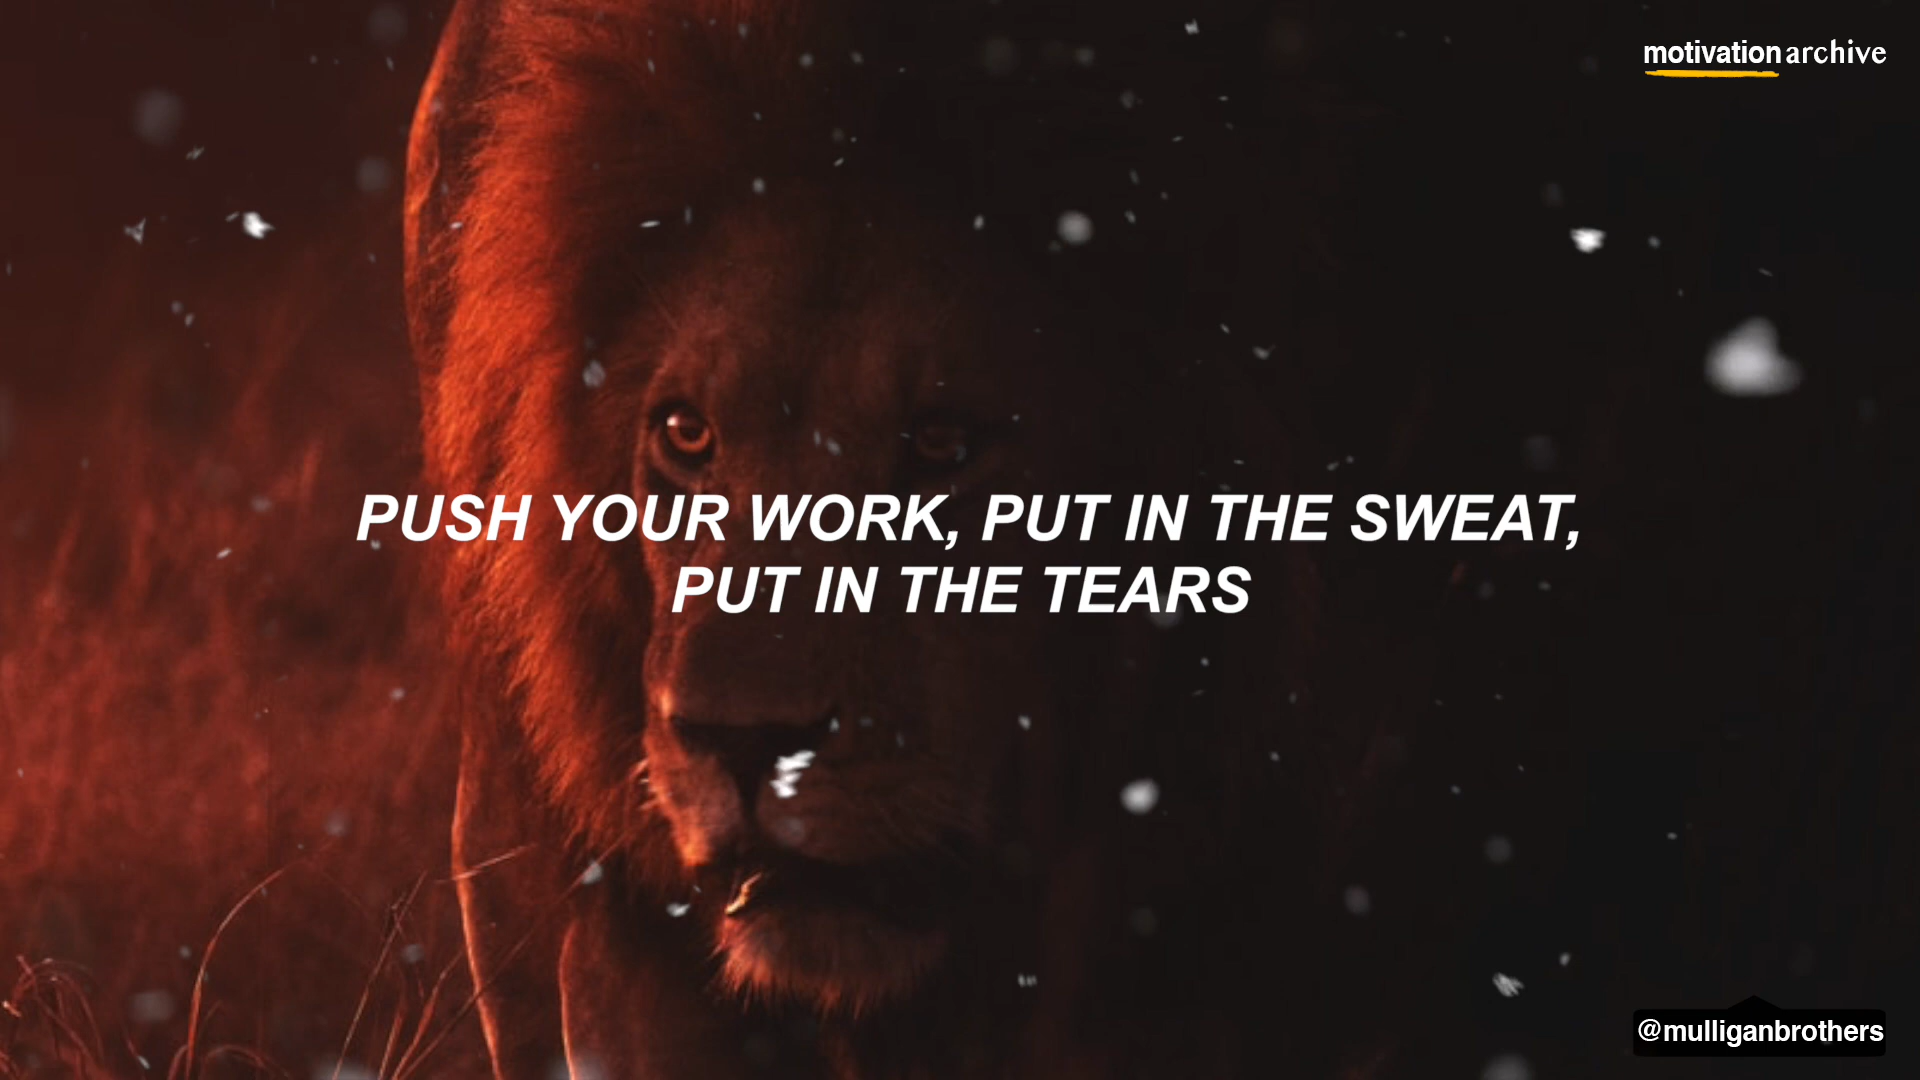 motivation archive
PUSH YOUR WORK, PUT IN THE SWEAT,
PUT IN THE TEARS
@mulliganbrothers